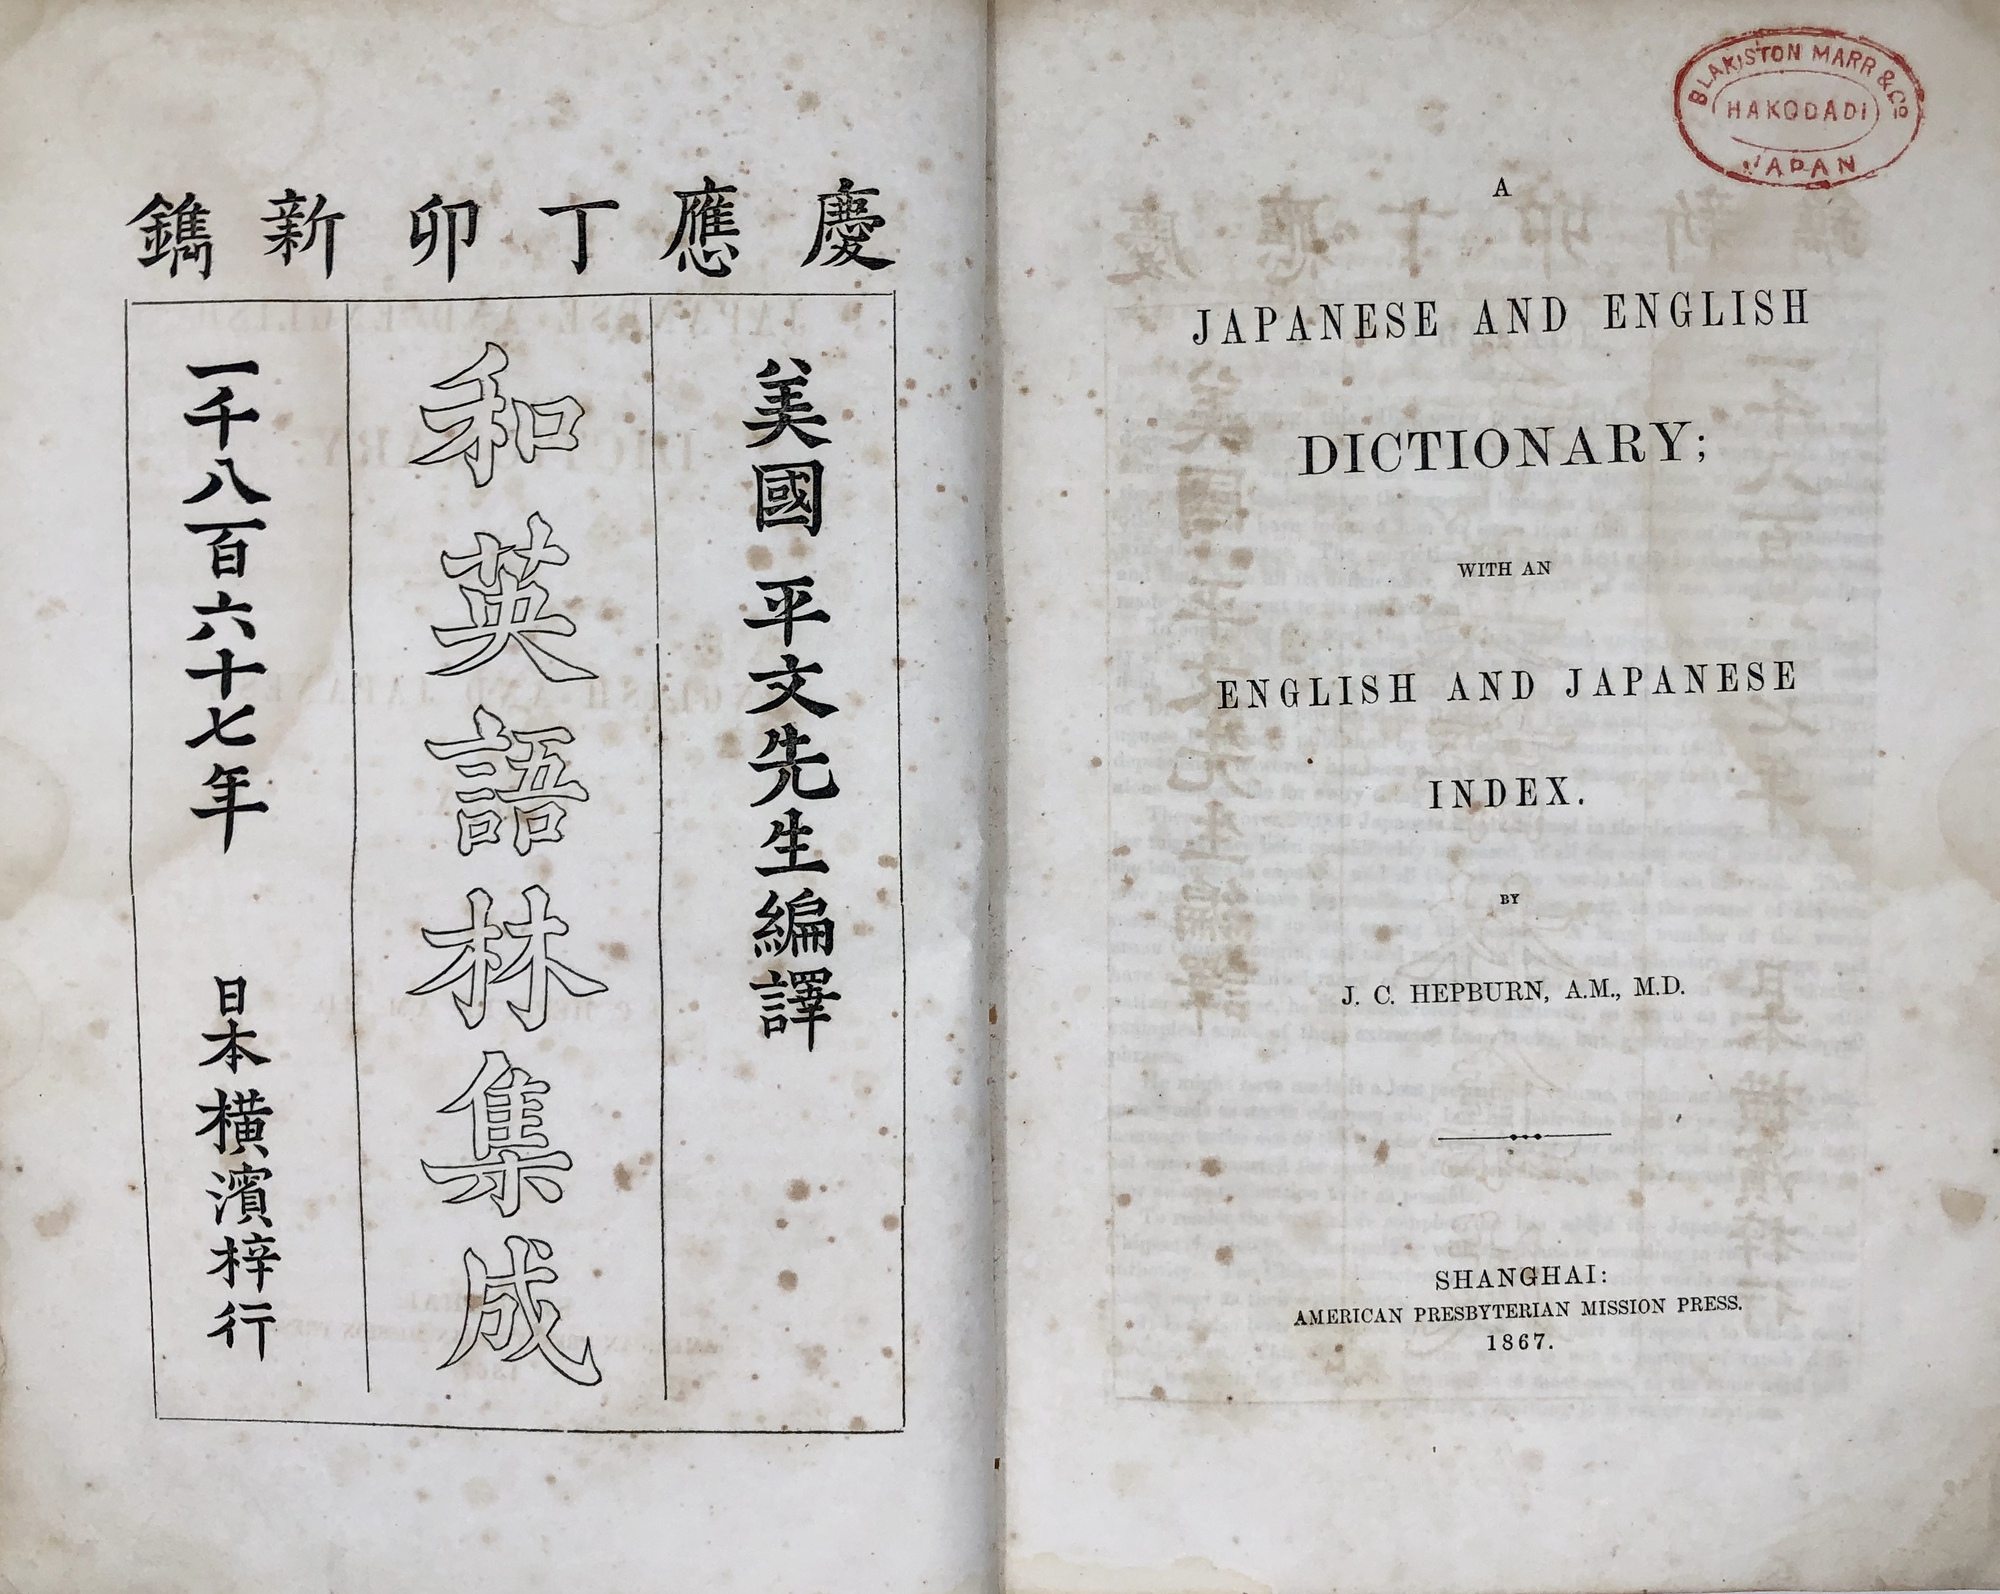 慶應丁卯新鐫
美國 平文先生編譯
和英語林集成
一千八百六十七年 日本橫濱梓行
BLAKISTON MARR & Co
HAKODADI
JAPAN
A
JAPANESE AND ENGLISH
DICTIONARY;
WITH AN
ENGLISH AND JAPANESE
INDEX.
BY
J. C. HEPBURN, A.M., M.D.
SHANGHAI:
AMERICAN PRESBYTERIAN MISSION PRESS.
1867.